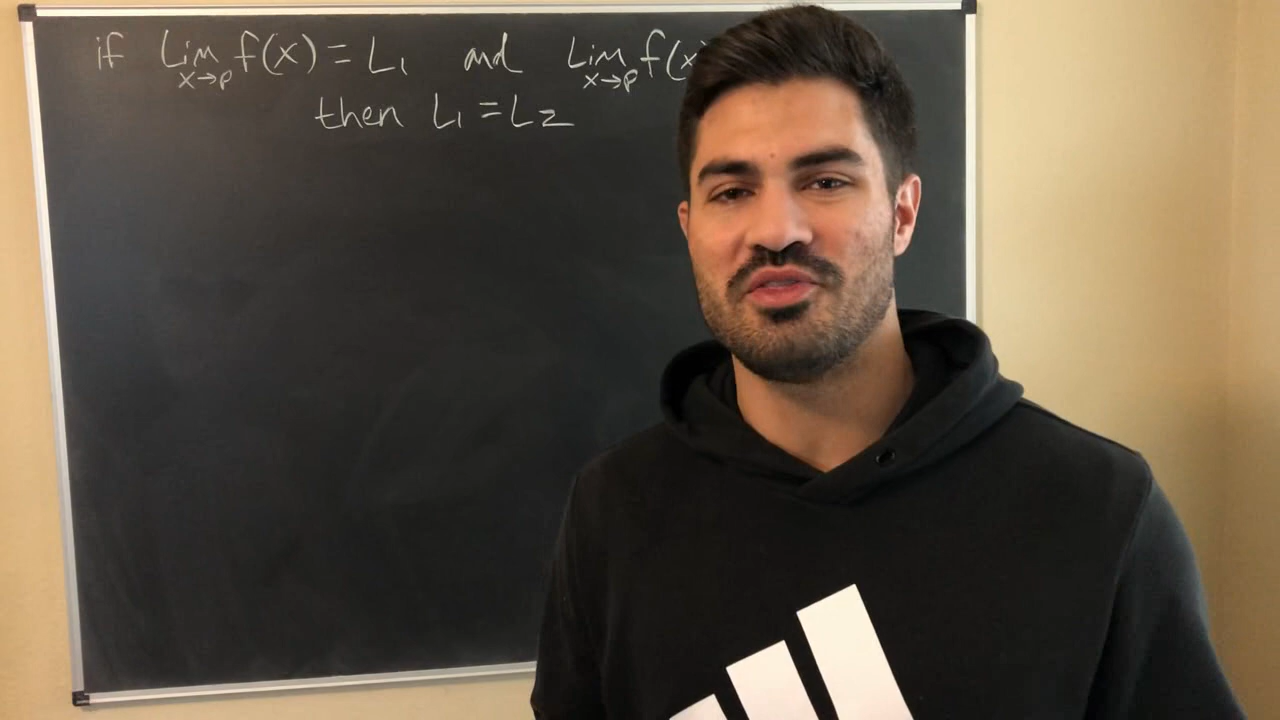 if Lim f(x) = L₁ and Lim f(x
x→p x→p
then L₁ = L₂